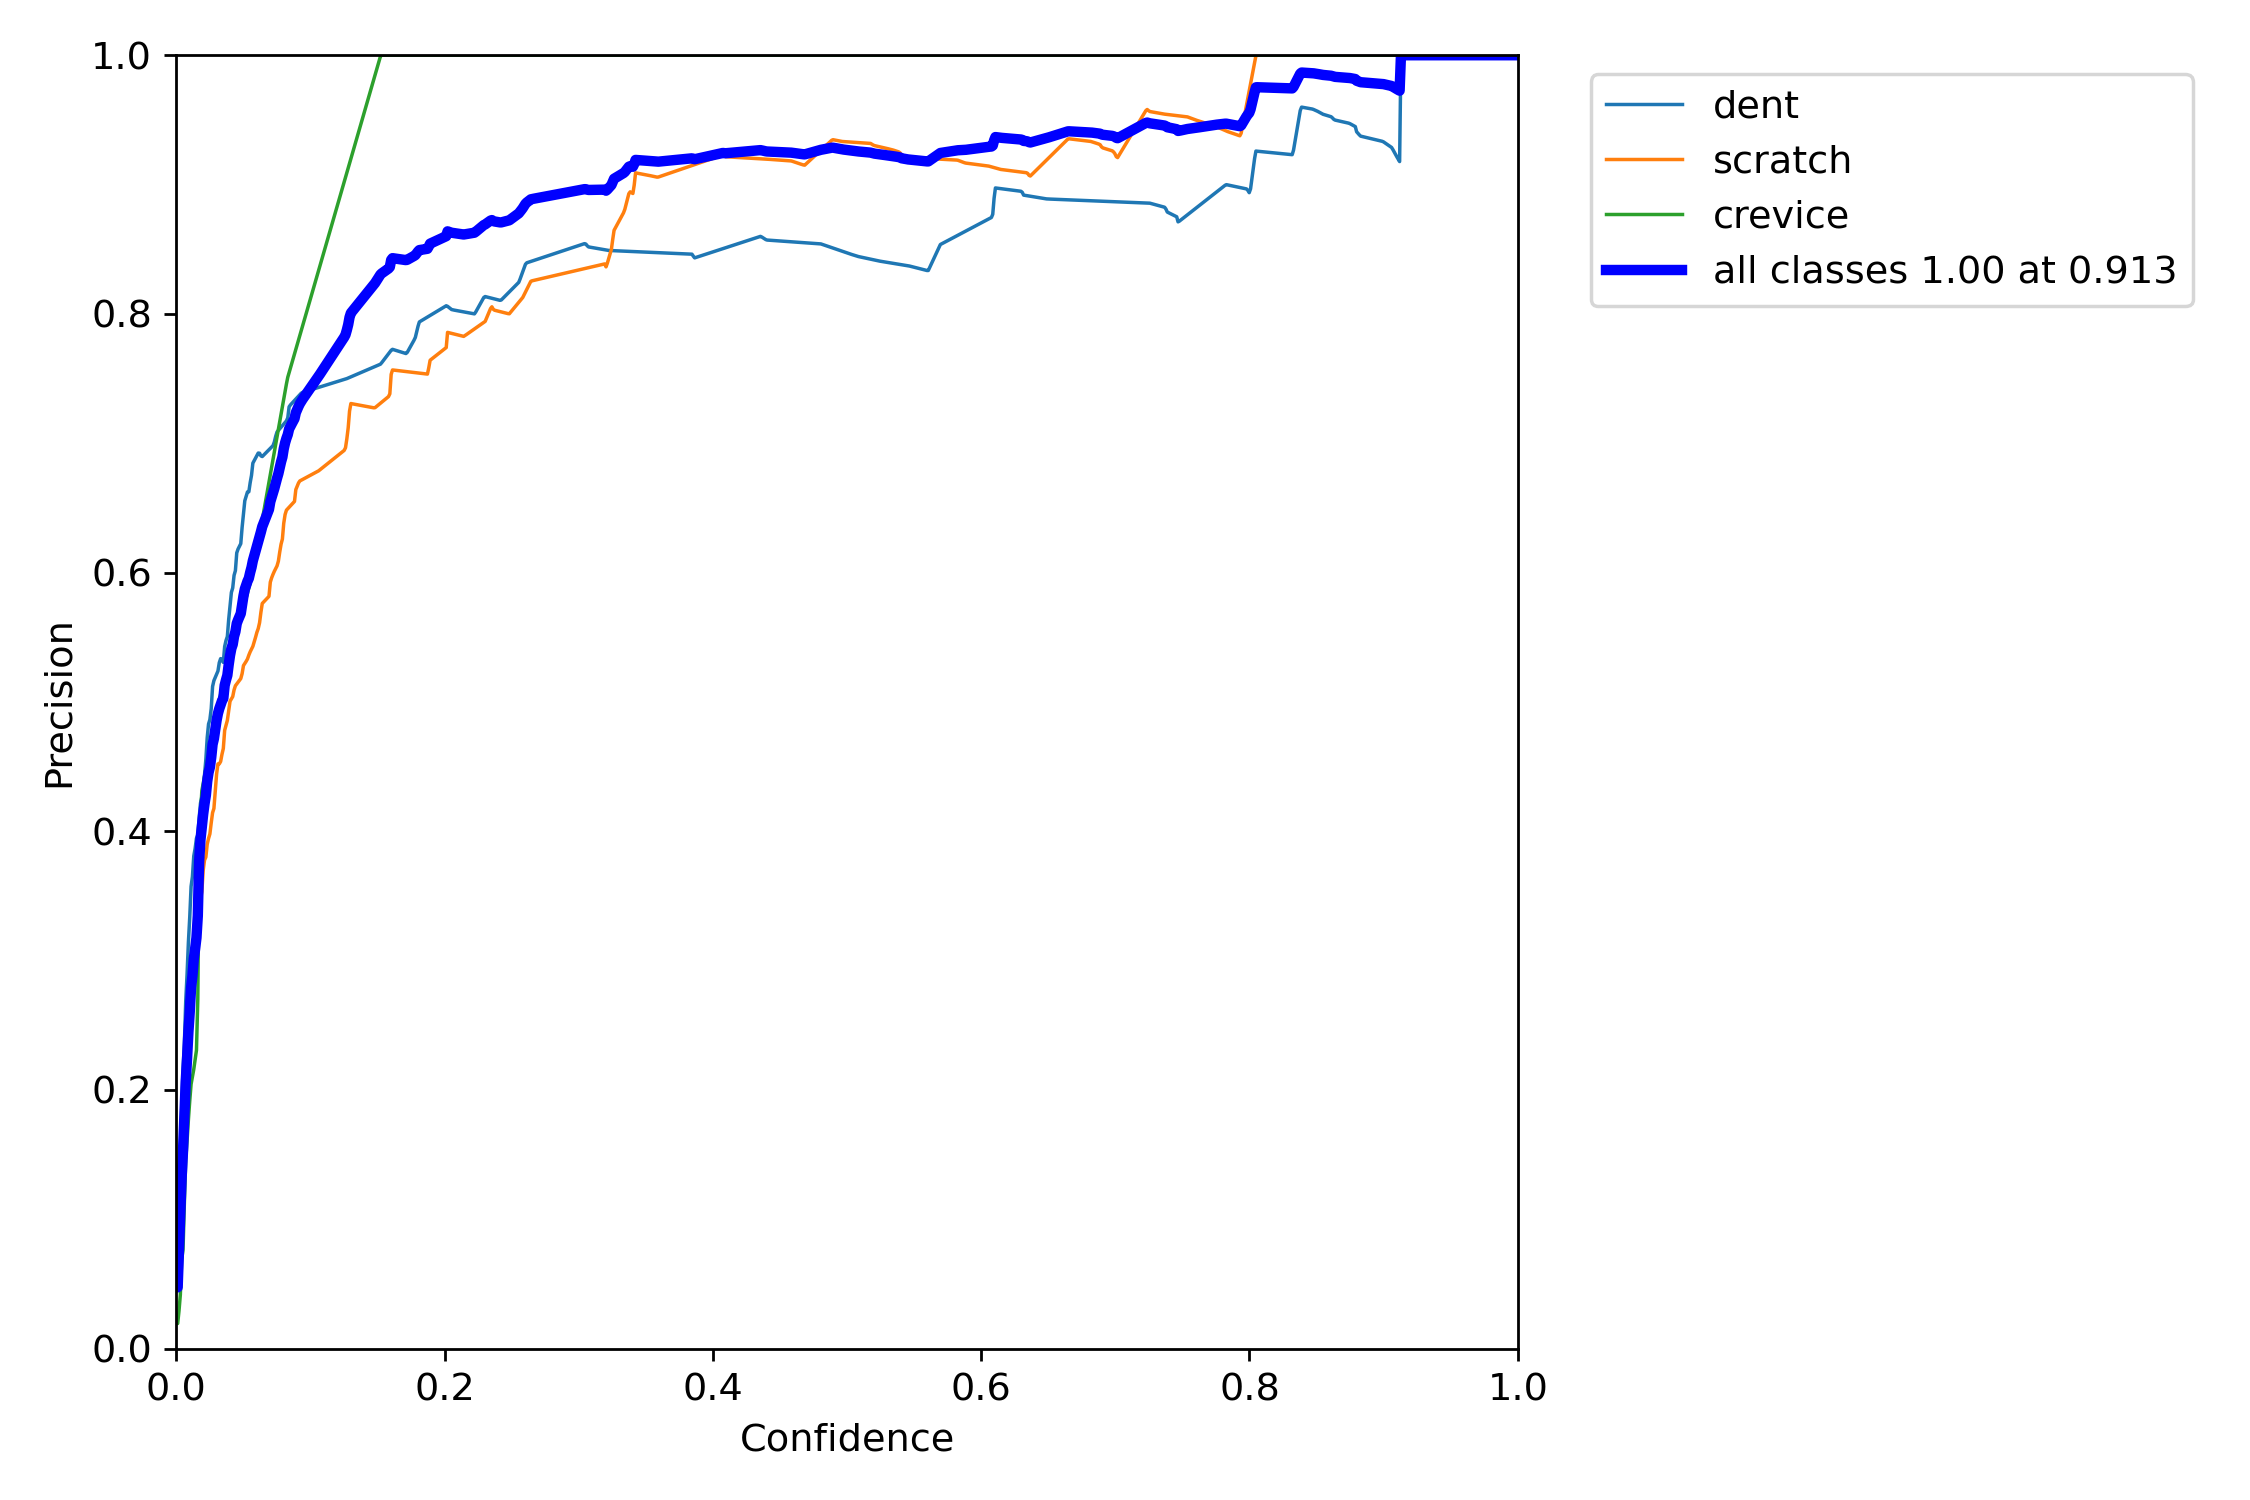 1.0
0.8
0.6
0.4
0.2
0.0
Precision
0.0 0.2 0.4 0.6 0.8 1.0
Confidence
dent
scratch
crevice
all classes 1.00 at 0.913